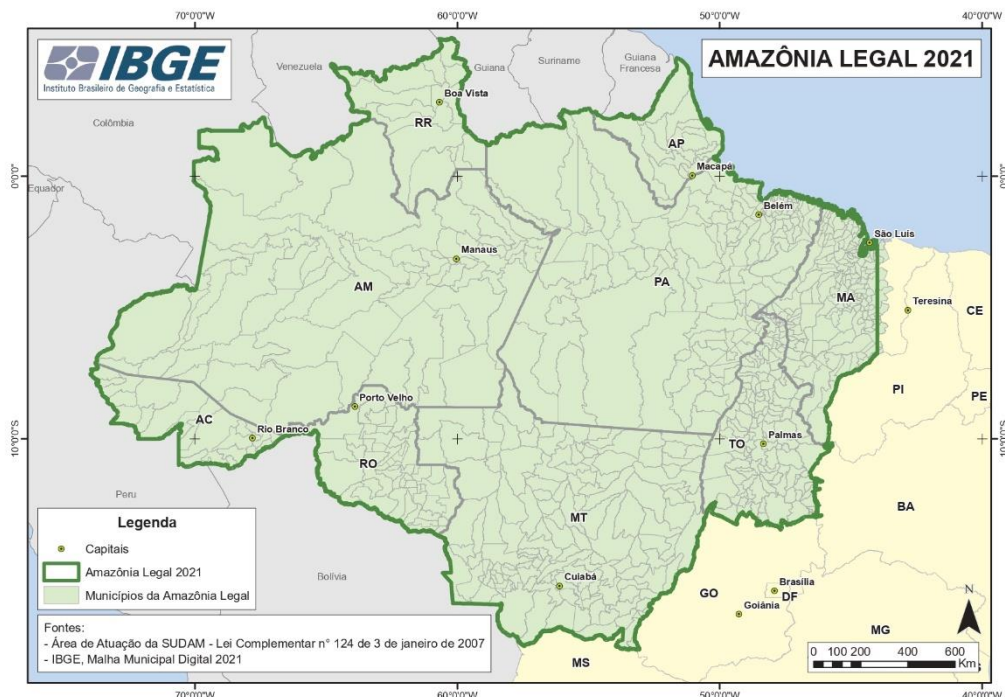 70°0'0"W 60°0'0"W 50°0'0"W 40°0'0"W
IBGE
Instituto Brasileiro de Geografia e Estatística
AMAZÔNIA LEGAL 2021
Venezuela
Guiana
Suriname
Guiana
Francesa
Colômbia
Boa Vista
RR
AP
Macapá
0°0'0" 0°0'0"
Equador
Belém
São Luís
Manaus
AM
PA
MA
Teresina
CE
PI
PE
Porto Velho
AC
Rio Branco
RO
TO
Palmas
10°0'0"S 10°0'0"S
Peru
MT
BA
Bolívia
Cuiabá
GO
Brasília
DF
Goiânia
MG
MS
Legenda
Capitais
Amazônia Legal 2021
Municípios da Amazônia Legal
Fontes:
- Área de Atuação da SUDAM - Lei Complementar n° 124 de 3 de janeiro de 2007
- IBGE, Malha Municipal Digital 2021
N
0 100 200 400 600
Km
70°0'0"W 60°0'0"W 50°0'0"W 40°0'0"W